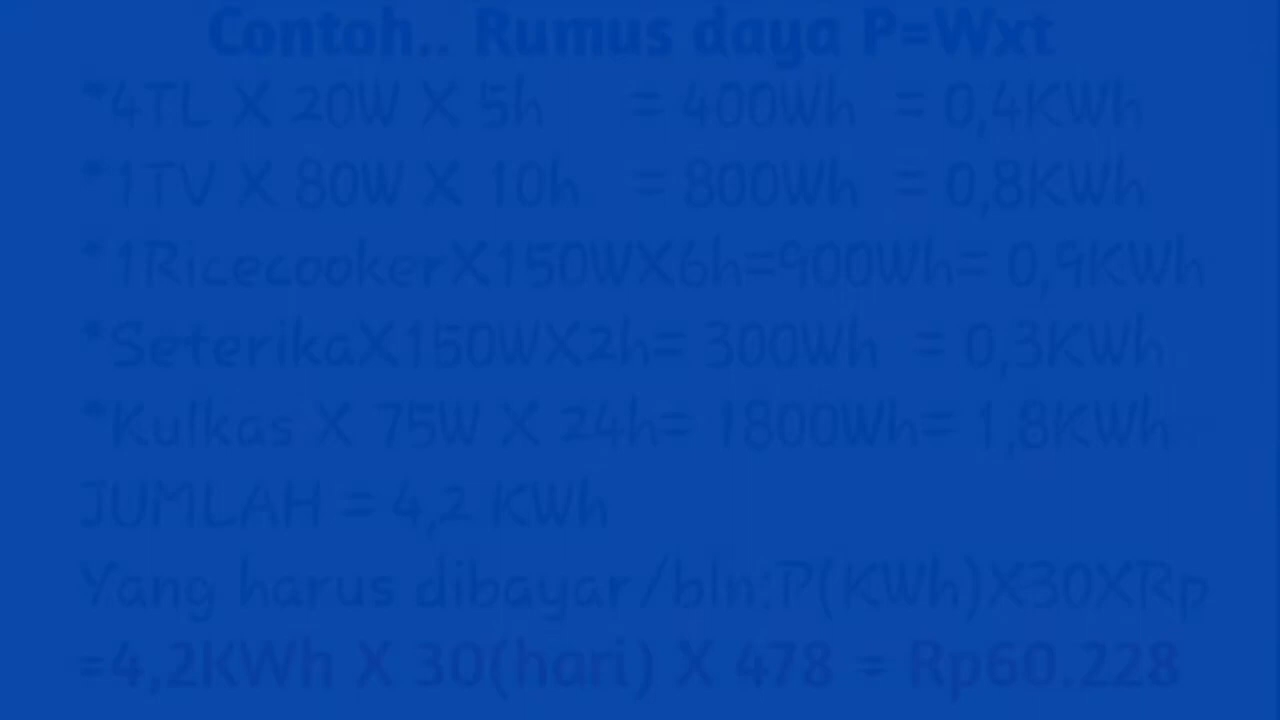 Contoh.. Rumus daya P=Wxt
*4TL X 20W X 5h = 400Wh = 0,4KWh
*1TV X 80W X 10h = 800Wh = 0,8KWh
*1RicecookerX150WX6h=900Wh= 0,9KWh
*SeterikaX150WX2h= 300Wh = 0,3KWh
*Kulkas X 75W X 24h= 1800Wh= 1,8KWh
JUMLAH = 4,2 KWh
Yang harus dibayar/bln:P(KWh)X30XRp
=4,2KWh X 30(hari) X 478 = Rp60.228